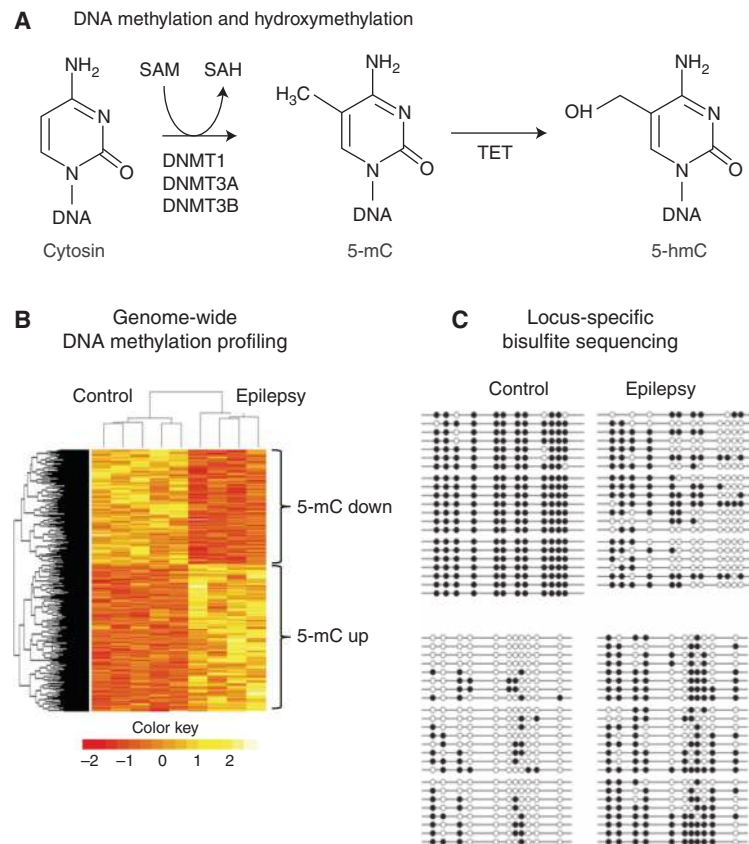 A DNA methylation and hydroxymethylation
NH2
N
N
O
DNA
Cytosin
SAM SAH
DNMT1
DNMT3A
DNMT3B
H3C
NH2
N
N
O
DNA
5-mC
TET
OH
NH2
N
N
O
DNA
5-hmC
B Genome-wide
DNA methylation profiling
Control Epilepsy
5-mC down
5-mC up
Color key
–2 –1 0 1 2
C Locus-specific
bisulfite sequencing
Control Epilepsy